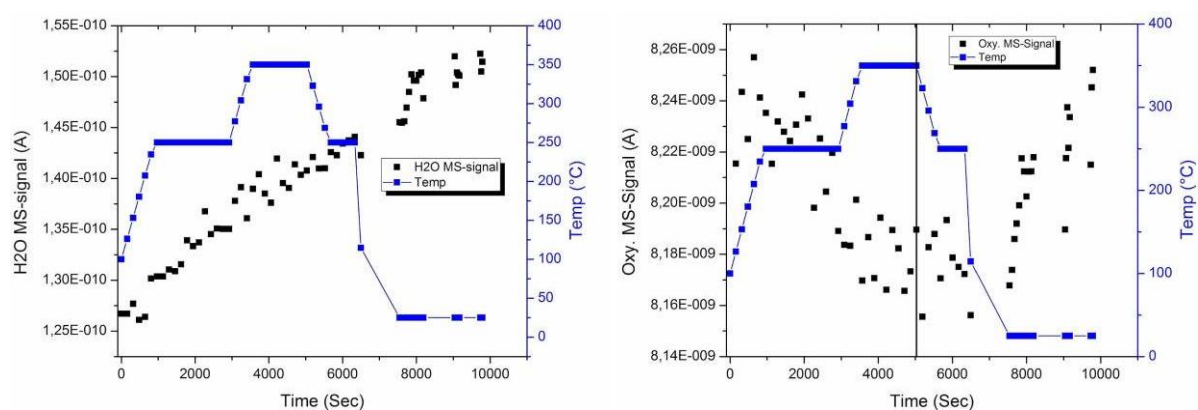 1,55E-010
1,50E-010
1,45E-010
1,40E-010
1,35E-010
1,30E-010
1,25E-010
H2O MS-signal (A)
400
350
300
250
200
150
100
50
0
Temp (°C)
H2O MS-signal
Temp
0 2000 4000 6000 8000 10000
Time (Sec)
8,26E-009
8,24E-009
8,22E-009
8,20E-009
8,18E-009
8,16E-009
8,14E-009
Oxy. MS-Signal (A)
400
300
200
100
0
Temp (°C)
Oxy. MS-Signal
Temp
0 2000 4000 6000 8000 10000
Time (Sec)